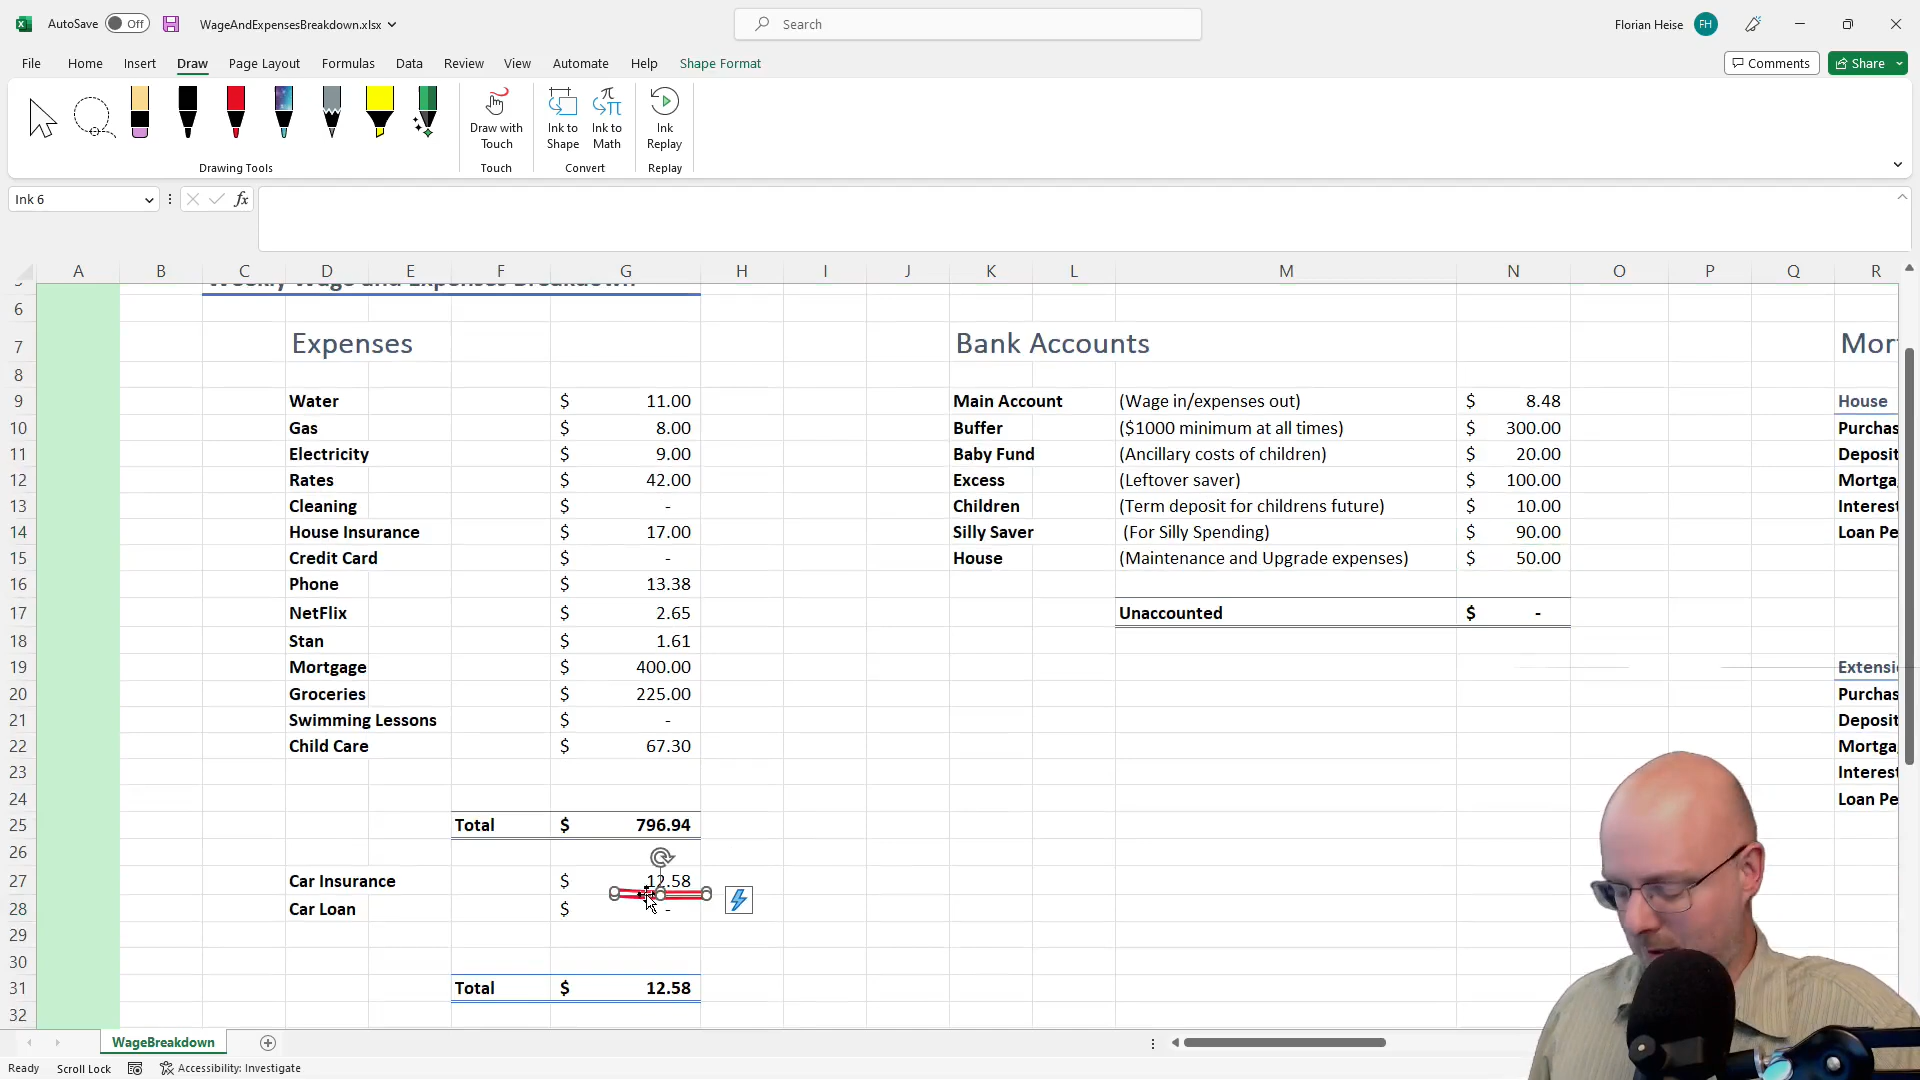 AutoSave Off WageAndExpensesBreakdown.xlsx Search Florian Heise FH
File Home Insert Draw Page Layout Formulas Data Review View Automate Help Shape Format Comments Share
Draw with Touch Ink to Shape Ink to Math Ink Replay
Drawing Tools Touch Convert Replay
Ink 6 fx
A B C D E F G H I J K L M N O P Q R
Weekly Wage and Expenses Breakdown
6
7 Expenses Bank Accounts Mor
8
9 Water $ 11.00 Main Account (Wage in/expenses out) $ 8.48 House
10 Gas $ 8.00 Buffer ($1000 minimum at all times) $ 300.00 Purchas
11 Electricity $ 9.00 Baby Fund (Ancillary costs of children) $ 20.00 Deposit
12 Rates $ 42.00 Excess (Leftover saver) $ 100.00 Mortga
13 Cleaning $ - Children (Term deposit for childrens future) $ 10.00 Interest
14 House Insurance $ 17.00 Silly Saver (For Silly Spending) $ 90.00 Loan Pe
15 Credit Card $ - House (Maintenance and Upgrade expenses) $ 50.00
16 Phone $ 13.38
17 NetFlix $ 2.65 Unaccounted $ -
18 Stan $ 1.61
19 Mortgage $ 400.00 Extensi
20 Groceries $ 225.00 Purchas
21 Swimming Lessons $ - Deposit
22 Child Care $ 67.30 Mortga
23 Interest
24 Loan Pe
25 Total $ 796.94
26
27 Car Insurance $ 12.58
28 Car Loan $ -
29
30
31 Total $ 12.58
32
WageBreakdown
Ready Scroll Lock Accessibility: Investigate